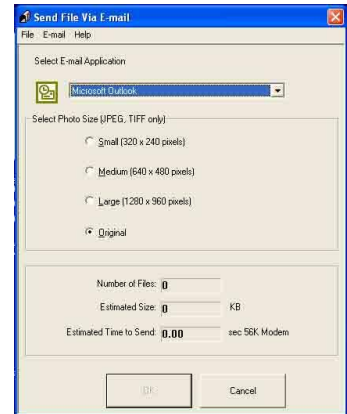 Send File Via E-mail
File E-mail Help
Select E-mail Application
Microsoft Outlook
Select Photo Size (JPEG, TIFF only)
Small (320 x 240 pixels)
Medium (640 x 480 pixels)
Large (1280 x 960 pixels)
Original
Number of Files: 0
Estimated Size: 0 KB
Estimated Time to Send: 0.00 sec 56K Modem
OK Cancel